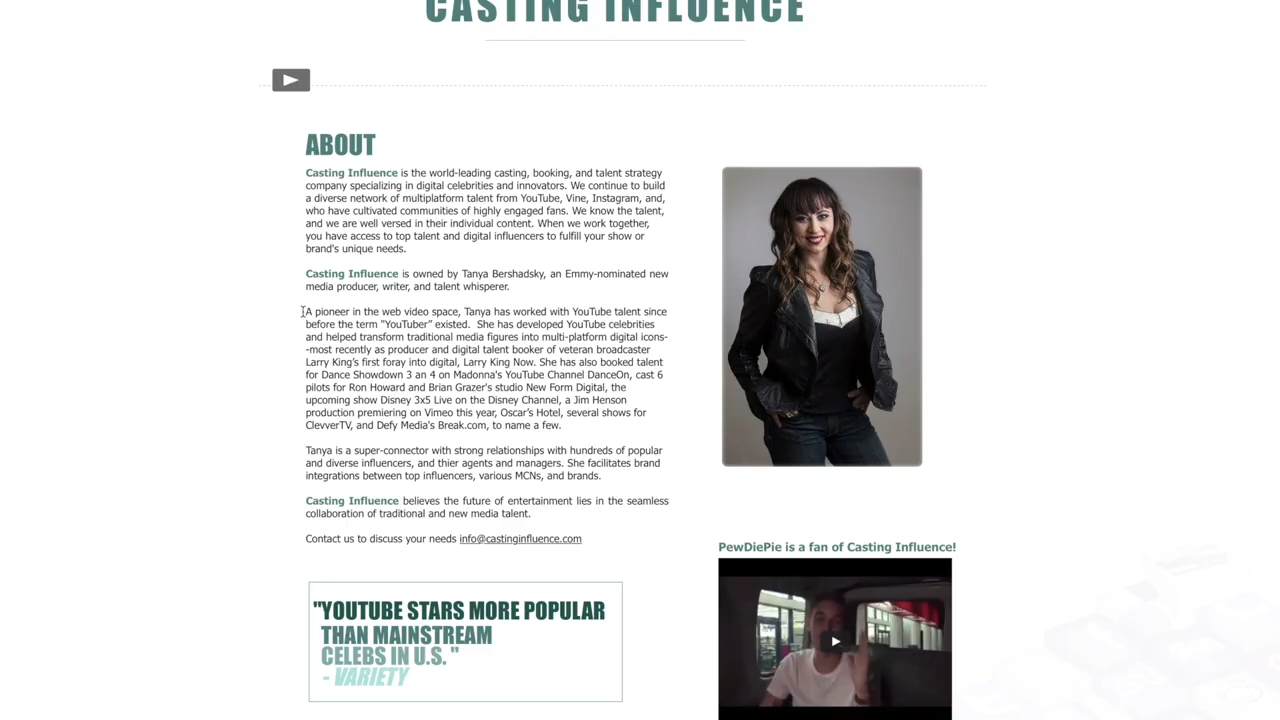 CASTING INFLUENCE
ABOUT
Casting Influence is the world-leading casting, booking, and talent strategy
company specializing in digital celebrities and innovators. We continue to build
a diverse network of multiplatform talent from YouTube, Vine, Instagram, and,
who have cultivated communities of highly engaged fans. We know the talent,
and we are well versed in their individual content. When we work together,
you have access to top talent and digital influencers to fulfill your show or
brand's unique needs.
Casting Influence is owned by Tanya Bershadsky, an Emmy-nominated new
media producer, writer, and talent whisperer.
A pioneer in the web video space, Tanya has worked with YouTube talent since
before the term "YouTuber” existed.  She has developed YouTube celebrities
and helped transform traditional media figures into multi-platform digital icons-
-most recently as producer and digital talent booker of veteran broadcaster
Larry King’s first foray into digital, Larry King Now. She has also booked talent
for Dance Showdown 3 an 4 on Madonna's YouTube Channel DanceOn, cast 6
pilots for Ron Howard and Brian Grazer's studio New Form Digital, the
upcoming show Disney 3x5 Live on the Disney Channel, a Jim Henson
production premiering on Vimeo this year, Oscar’s Hotel, several shows for
ClevverTV, and Defy Media's Break.com, to name a few.
Tanya is a super-connector with strong relationships with hundreds of popular
and diverse influencers, and thier agents and managers. She facilitates brand
integrations between top influencers, various MCNs, and brands.
Casting Influence believes the future of entertainment lies in the seamless
collaboration of traditional and new media talent.
Contact us to discuss your needs info@castinginfluence.com
"YOUTUBE STARS MORE POPULAR
THAN MAINSTREAM
CELEBS IN U.S. "
- VARIETY
PewDiePie is a fan of Casting Influence!